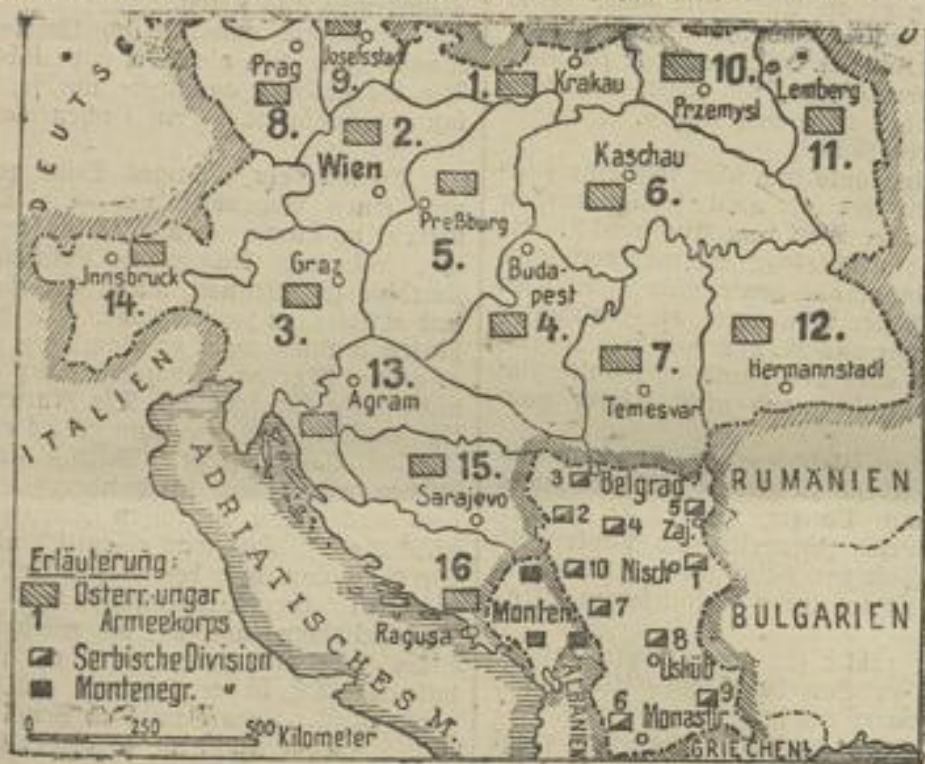 DEUTSCH
Prag
8.
Josefsstadt
9.
1.
Krakau
10.
Przemysl
Lemberg
11.
2.
Wien
Preßburg
5.
Kaschau
6.
Innsbruck
14.
Graz
3.
Buda-
pest
4.
7.
Temesvar
12.
Hermannstadt
13.
Agram
15.
Sarajevo
16
Ragusa
ITALIEN
ADRIATISCHES M.
3
Belgrad
2
4
5
Zaj.
10
Nisch
1
7
Monten.
8
Usküb
9
6
Monastir
ALBANIEN
GRIECHEN
RUMÄNIEN
BULGARIEN
Erläuterung:
Österr.-ungar
1 Armeekorps
Serbische Division
Montenegr. "
0 250 500 Kilometer